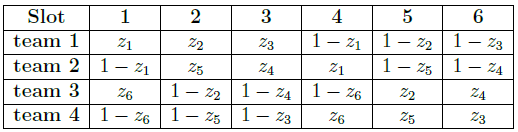 Slot 1 2 3 4 5 6
team 1 z₁ z₂ z₃ 1 − z₁ 1 − z₂ 1 − z₃
team 2 1 − z₁ z₅ z₄ z₁ 1 − z₅ 1 − z₄
team 3 z₆ 1 − z₂ 1 − z₄ 1 − z₆ z₂ z₄
team 4 1 − z₆ 1 − z₅ 1 − z₃ z₆ z₅ z₃